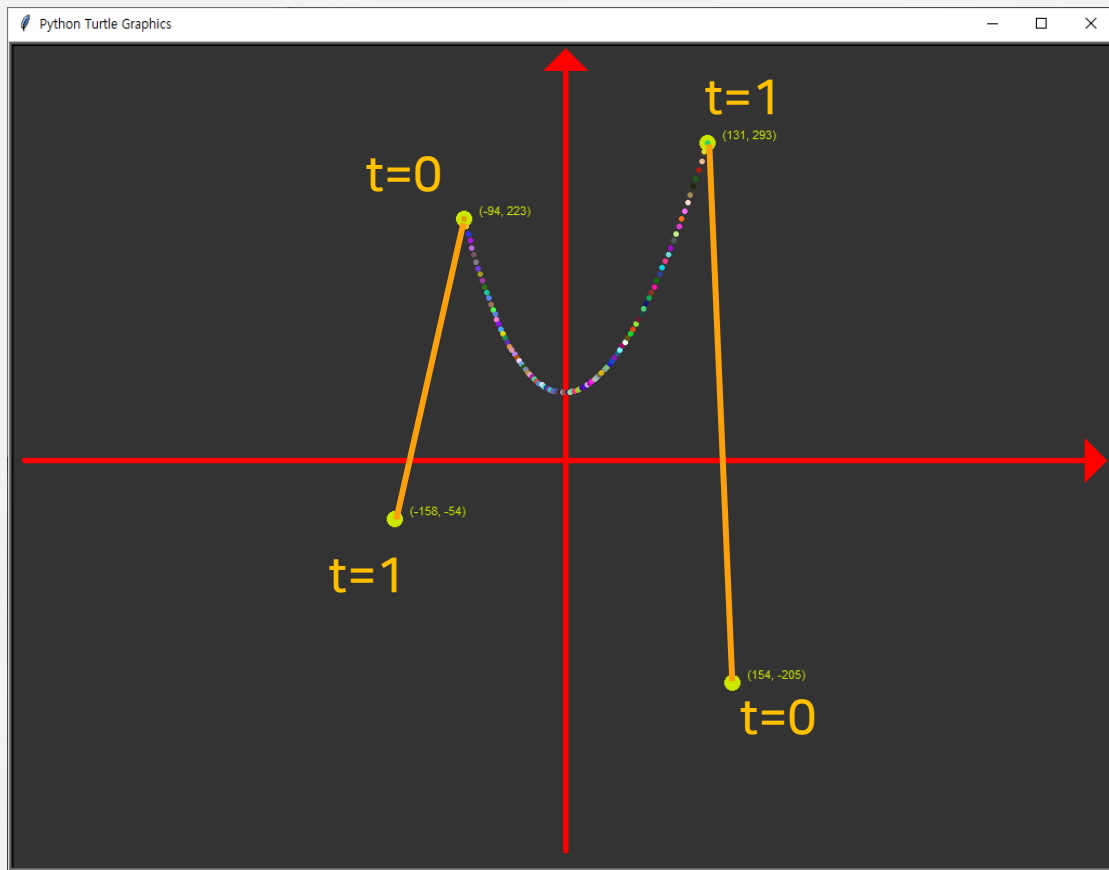 Python Turtle Graphics
t=1
(131, 293)
t=0
(-94, 223)
(-158, -54)
t=1
(154, -205)
t=0